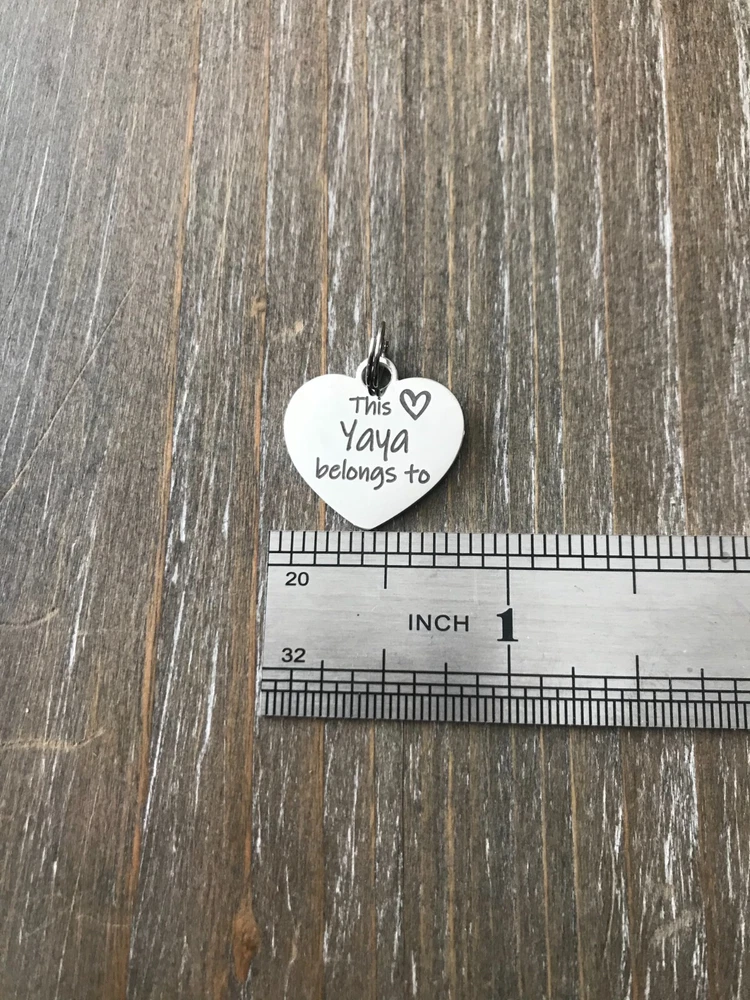 This
Yaya
belongs to
20
INCH 1
32